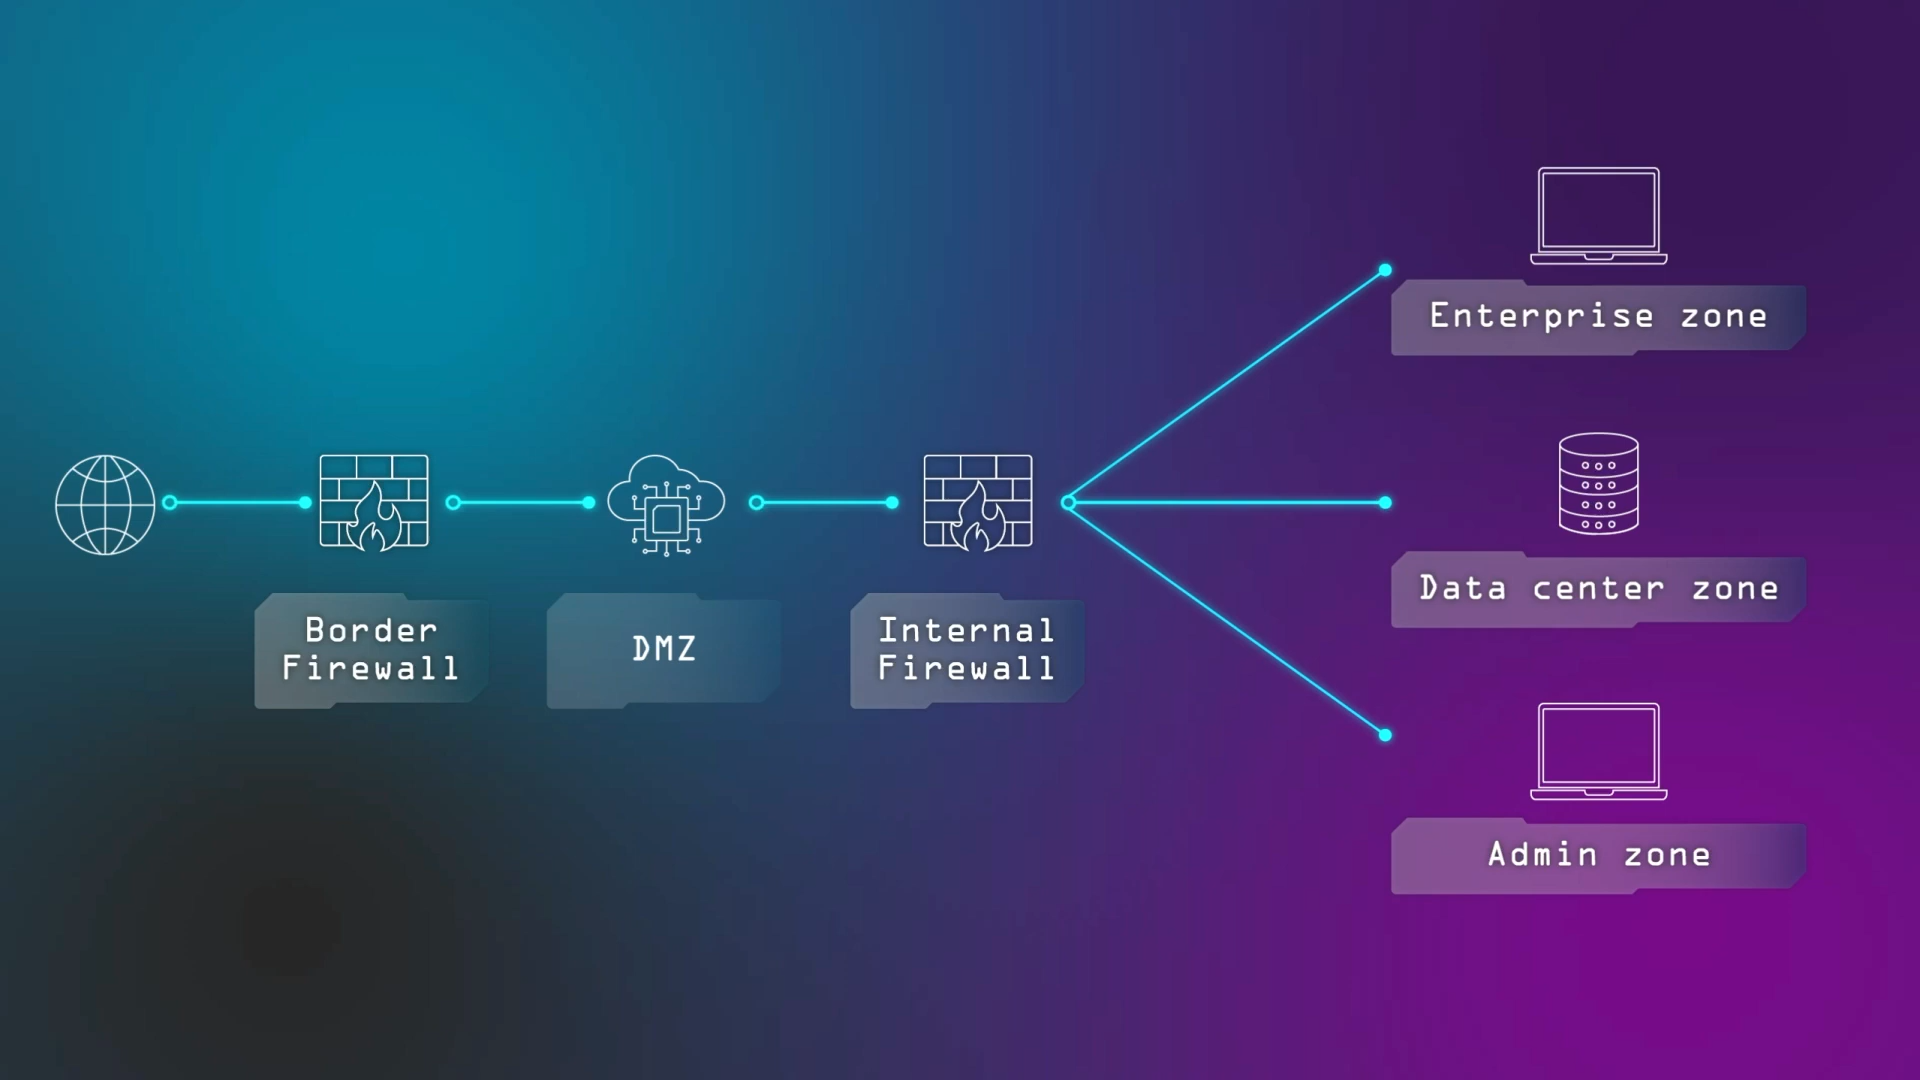 Border
Firewall
DMZ
Internal
Firewall
Enterprise zone
Data center zone
Admin zone